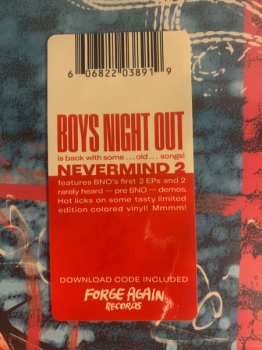 6 06822 03891 9
BOYS NIGHT OUT
is back with some ... old ... songs!
NEVERMIND 2
features BNO's first 2 EPs and 2
rarely heard — pre BNO — demos.
Hot licks on some tasty limited
edition colored vinyl! Mmmm!
DOWNLOAD CODE INCLUDED
FORGE AGAIN
RECORDS